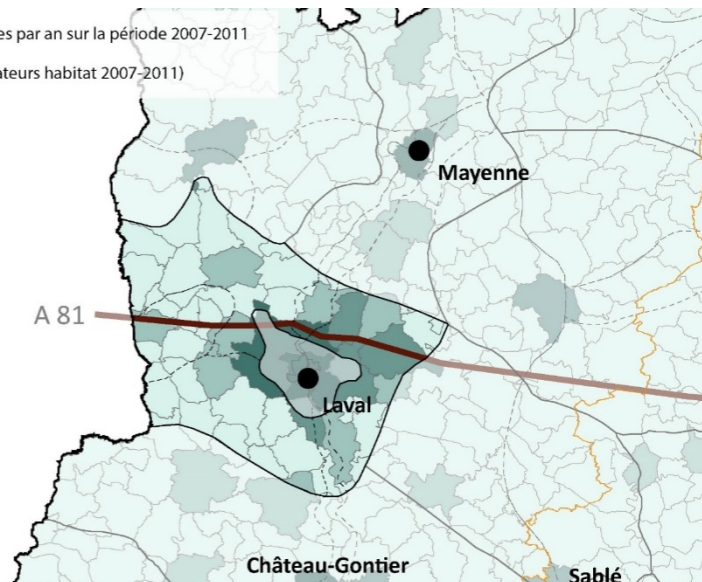 es par an sur la période 2007-2011
ateurs habitat 2007-2011)
Mayenne
A 81
Laval
Château-Gontier
Sablé